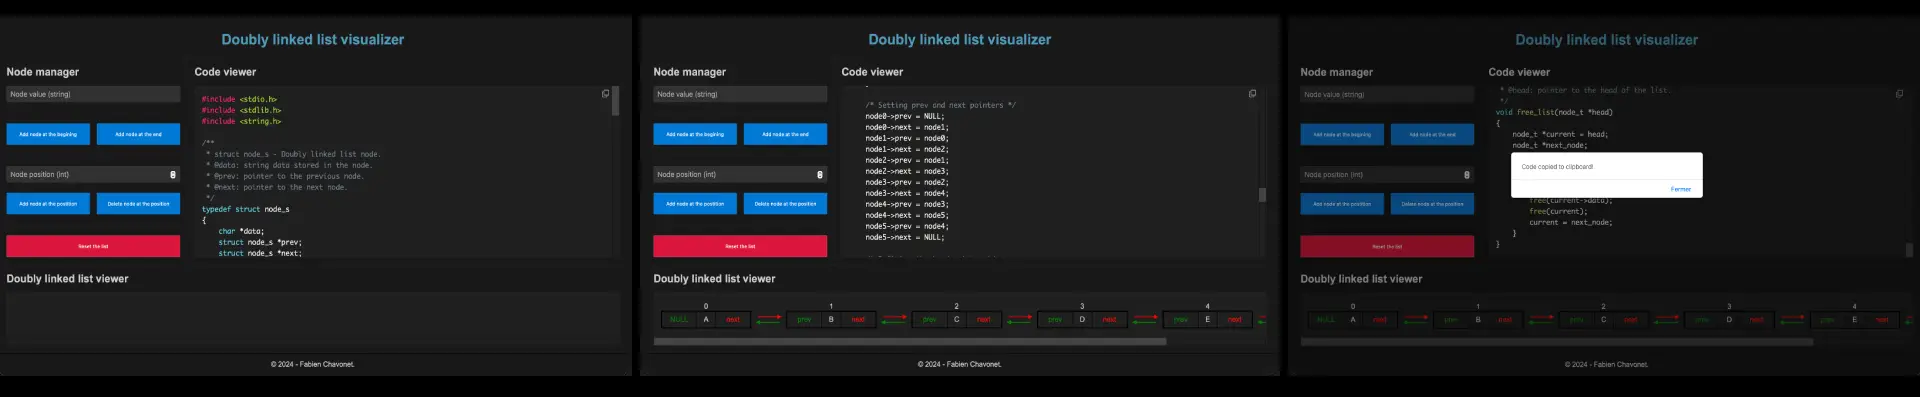 Doubly linked list visualizer
Node manager
Node value (string)
Add node at the begining
Add node at the end
Node position (int)
Add node at the position
Delete node at the position
Reset the list
Code viewer
#include <stdio.h>
#include <stdlib.h>
#include <string.h>
/**
* struct node_s - Doubly linked list node.
* @data: string data stored in the node.
* @prev: pointer to the previous node.
* @next: pointer to the next node.
*/
typedef struct node_s
{
char *data;
struct node_s *prev;
struct node_s *next;
Doubly linked list viewer
© 2024 - Fabien Chavonet.
Doubly linked list visualizer
Node manager
Node value (string)
Add node at the begining
Add node at the end
Node position (int)
Add node at the position
Delete node at the position
Reset the list
Code viewer
/* Setting prev and next pointers */
node0->prev = NULL;
node0->next = node1;
node1->prev = node0;
node1->next = node2;
node2->prev = node1;
node2->next = node3;
node3->prev = node2;
node3->next = node4;
node4->prev = node3;
node4->next = node5;
node5->prev = node4;
node5->next = NULL;
Doubly linked list viewer
0 1 2 3 4
NULL A next prev B next prev C next prev D next prev E next
© 2024 - Fabien Chavonet.
Doubly linked list visualizer
Node manager
Node value (string)
Add node at the begining
Add node at the end
Node position (int)
Add node at the position
Delete node at the position
Reset the list
Code viewer
* @head: pointer to the head of the list.
*/
void free_list(node_t *head)
{
node_t *current = head;
node_t *next_node;
Code copied to clipboard!
Fermer
free(current->data);
free(current);
current = next_node;
}
}
Doubly linked list viewer
0 1 2 3 4
NULL A next prev B next prev C next prev D next prev E next
© 2024 - Fabien Chavonet.